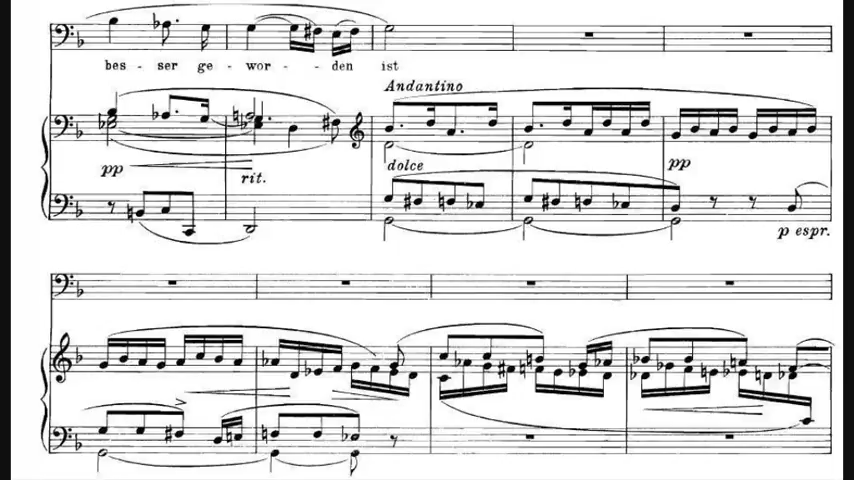 bes - ser ge - wor - den ist
Andantino
dolce
pp
rit.
pp
p espr.